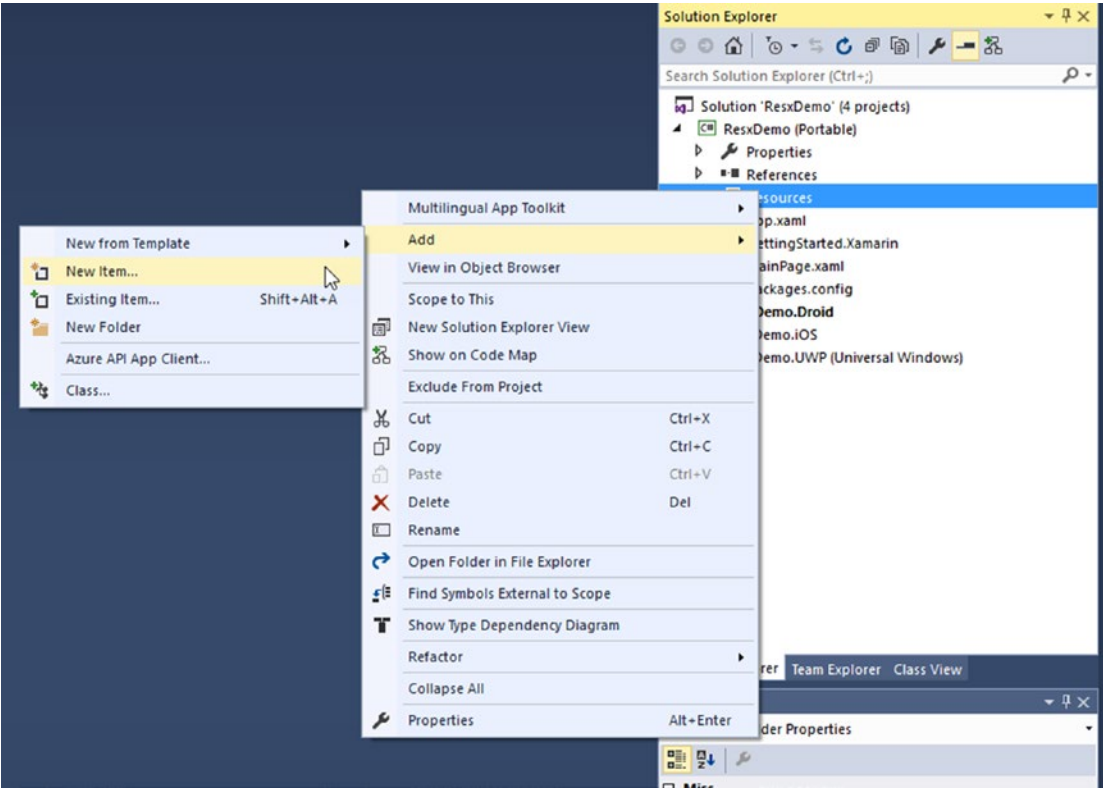 Solution Explorer
Search Solution Explorer (Ctrl+;)
Solution 'ResxDemo' (4 projects)
C#
ResxDemo (Portable)
Properties
References
esources
pp.xaml
ettingStarted.Xamarin
ainPage.xaml
ackages.config
Demo.Droid
Demo.iOS
Demo.UWP (Universal Windows)
Multilingual App Toolkit
Add
View in Object Browser
Scope to This
New Solution Explorer View
Show on Code Map
Exclude From Project
Cut Ctrl+X
Copy Ctrl+C
Paste Ctrl+V
Delete Del
Rename
Open Folder in File Explorer
Find Symbols External to Scope
Show Type Dependency Diagram
Refactor
Collapse All
Properties Alt+Enter
New from Template
New Item...
Existing Item... Shift+Alt+A
New Folder
Azure API App Client...
Class...
rer Team Explorer Class View
der Properties
Misc